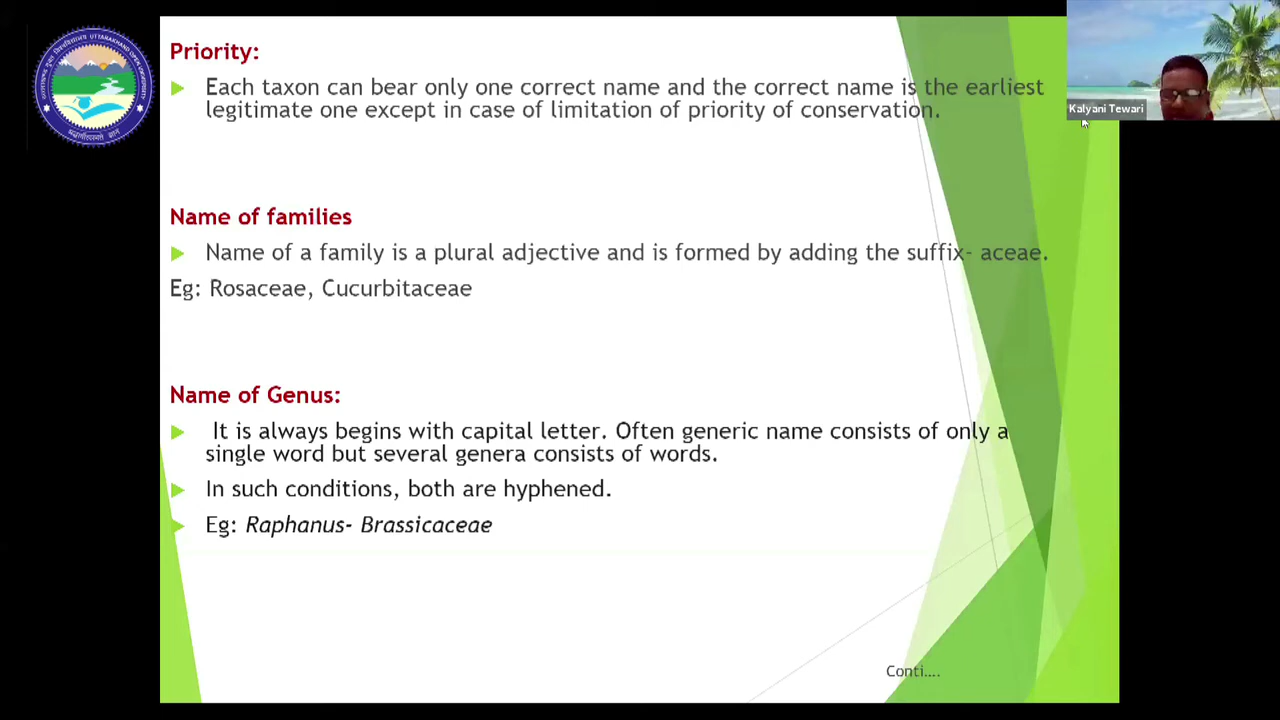 Priority:
Each taxon can bear only one correct name and the correct name is the earliest
legitimate one except in case of limitation of priority of conservation.
Name of families
Name of a family is a plural adjective and is formed by adding the suffix- aceae.
Eg: Rosaceae, Cucurbitaceae
Name of Genus:
It is always begins with capital letter. Often generic name consists of only a
single word but several genera consists of words.
In such conditions, both are hyphened.
Eg: Raphanus- Brassicaceae
Conti....
Kalyani Tewari
UTTARAKHAND OPEN UNIVERSITY